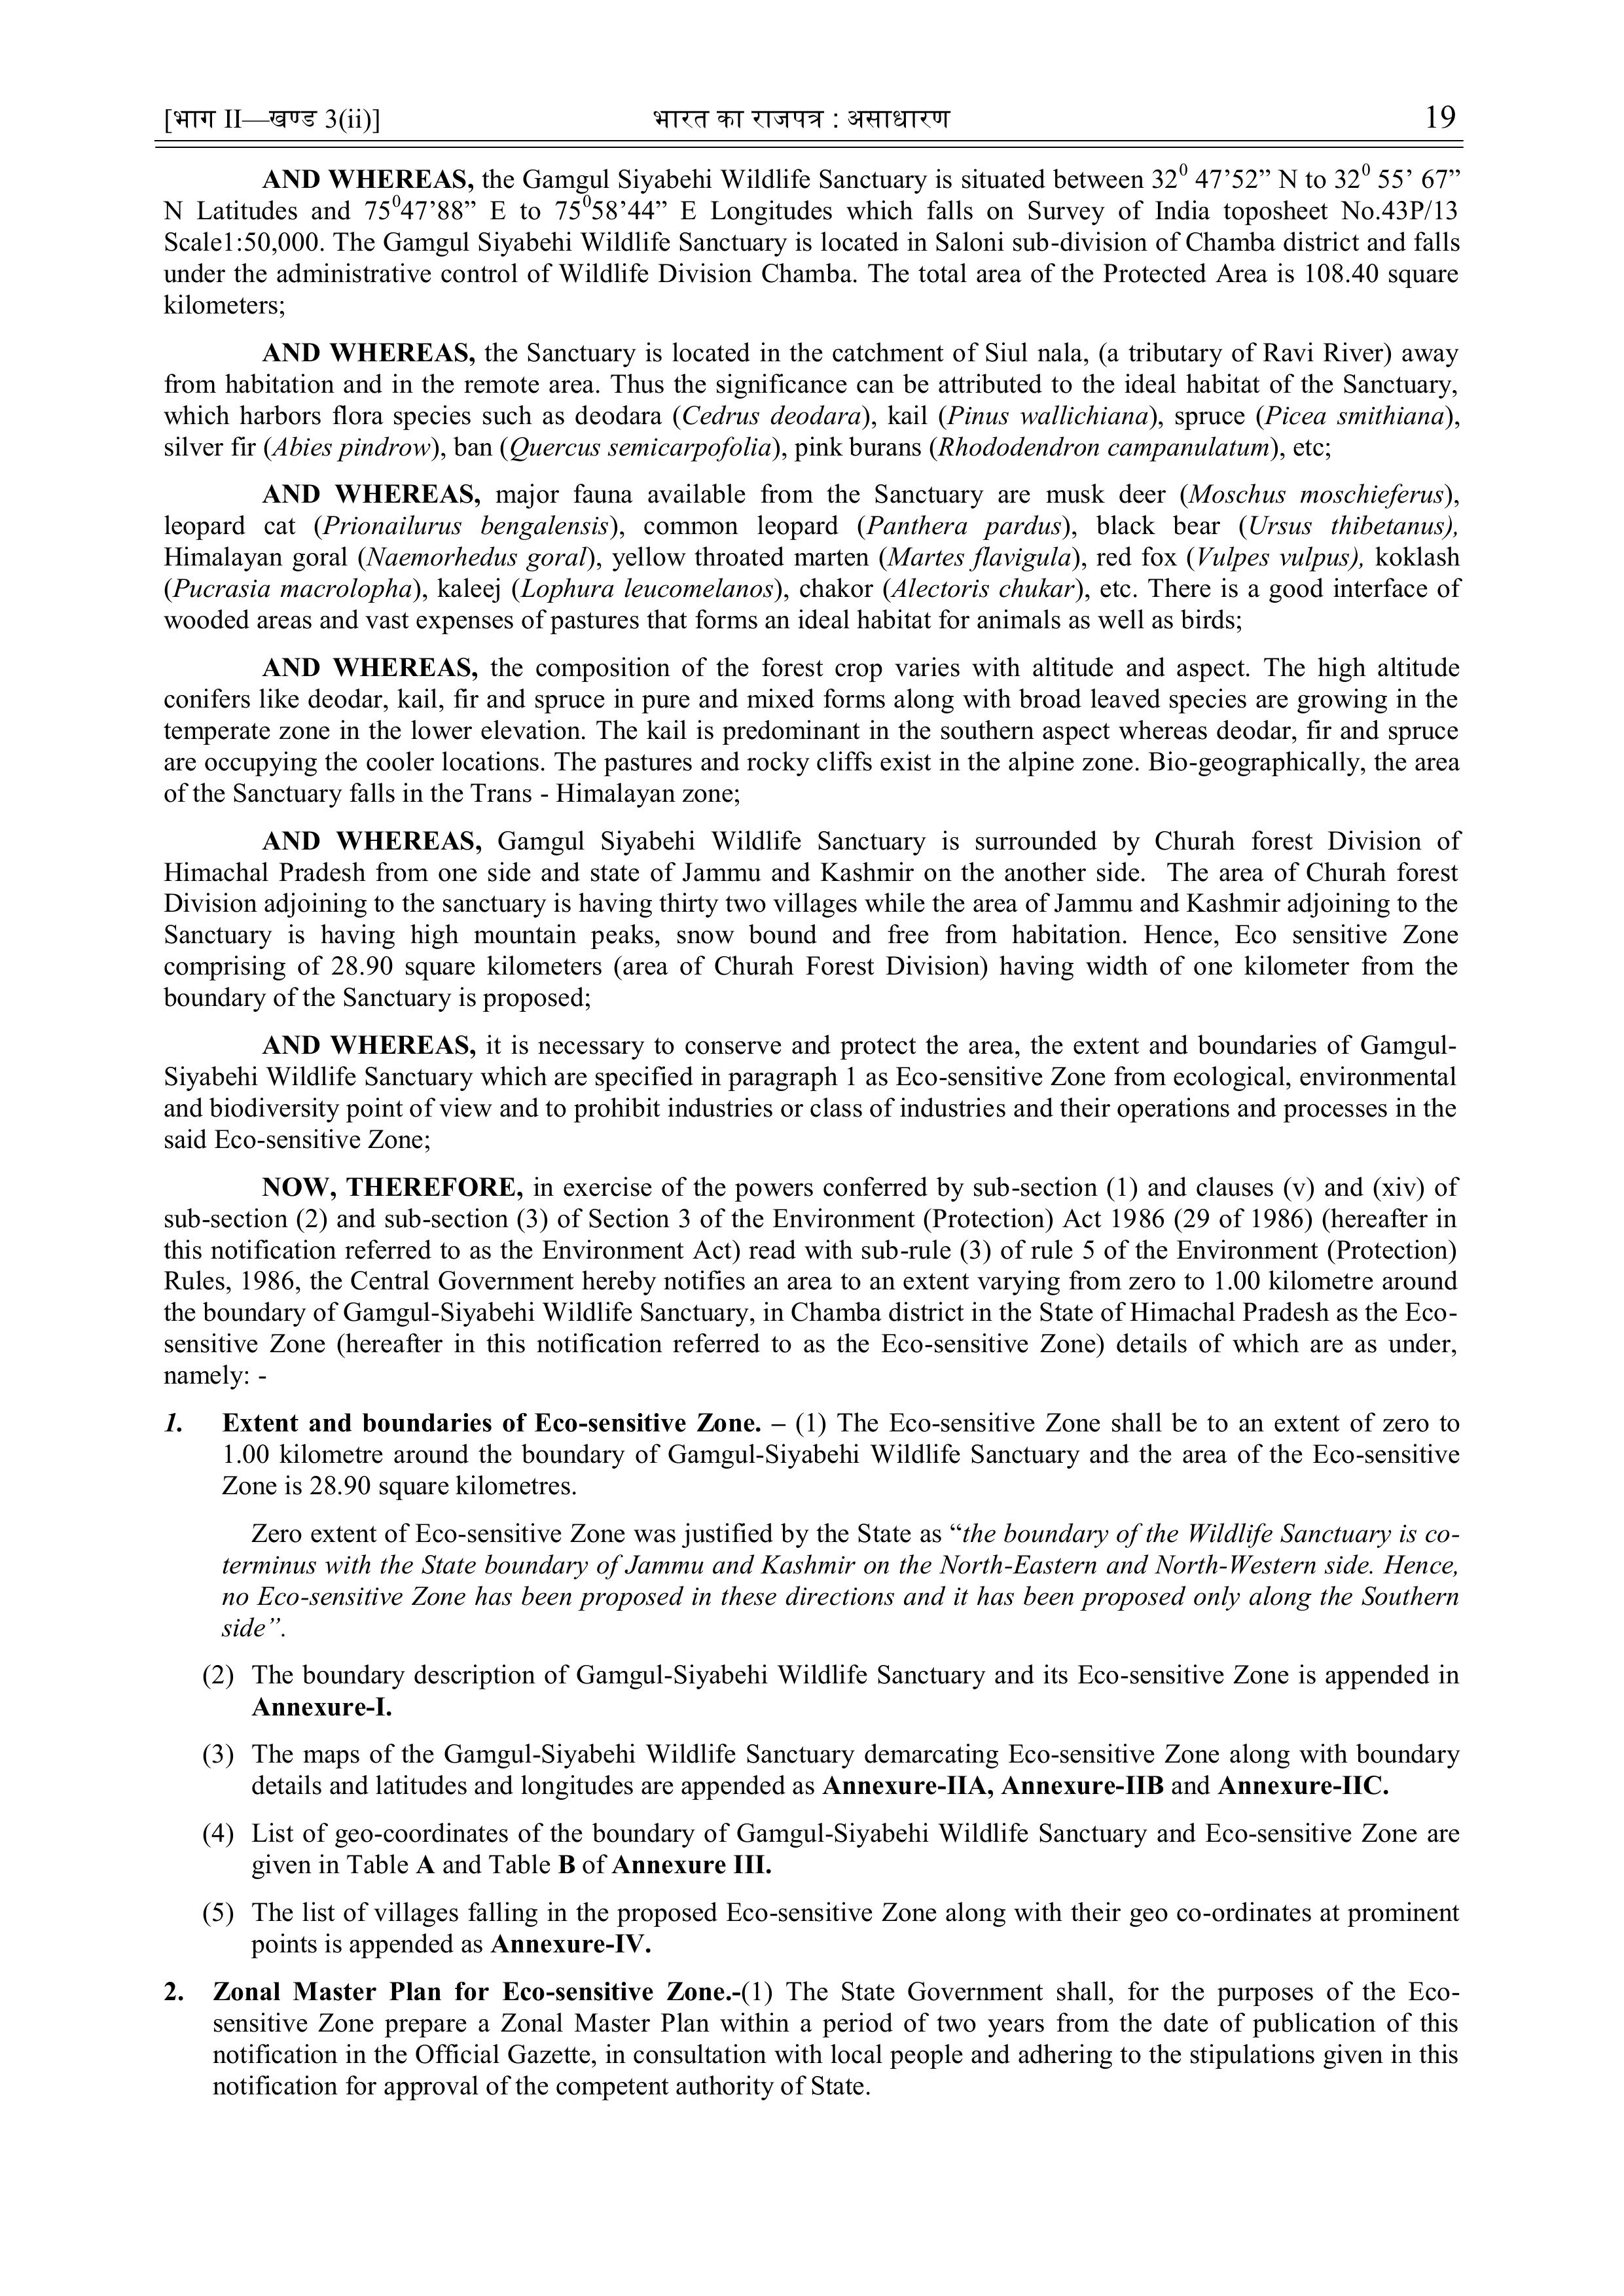 [भाग II—खण्ड 3(ii)] भारत का राजपत्र : असाधारण 19
AND WHEREAS, the Gamgul Siyabehi Wildlife Sanctuary is situated between 32⁰ 47’52” N to 32⁰ 55’ 67”
N Latitudes and 75⁰47’88” E to 75⁰58’44” E Longitudes which falls on Survey of India toposheet No.43P/13
Scale1:50,000. The Gamgul Siyabehi Wildlife Sanctuary is located in Saloni sub-division of Chamba district and falls
under the administrative control of Wildlife Division Chamba. The total area of the Protected Area is 108.40 square
kilometers;
AND WHEREAS, the Sanctuary is located in the catchment of Siul nala, (a tributary of Ravi River) away
from habitation and in the remote area. Thus the significance can be attributed to the ideal habitat of the Sanctuary,
which harbors flora species such as deodara (Cedrus deodara), kail (Pinus wallichiana), spruce (Picea smithiana),
silver fir (Abies pindrow), ban (Quercus semicarpofolia), pink burans (Rhododendron campanulatum), etc;
AND WHEREAS, major fauna available from the Sanctuary are musk deer (Moschus moschieferus),
leopard cat (Prionailurus bengalensis), common leopard (Panthera pardus), black bear (Ursus thibetanus),
Himalayan goral (Naemorhedus goral), yellow throated marten (Martes flavigula), red fox (Vulpes vulpus), koklash
(Pucrasia macrolopha), kaleej (Lophura leucomelanos), chakor (Alectoris chukar), etc. There is a good interface of
wooded areas and vast expenses of pastures that forms an ideal habitat for animals as well as birds;
AND WHEREAS, the composition of the forest crop varies with altitude and aspect. The high altitude
conifers like deodar, kail, fir and spruce in pure and mixed forms along with broad leaved species are growing in the
temperate zone in the lower elevation. The kail is predominant in the southern aspect whereas deodar, fir and spruce
are occupying the cooler locations. The pastures and rocky cliffs exist in the alpine zone. Bio-geographically, the area
of the Sanctuary falls in the Trans - Himalayan zone;
AND WHEREAS, Gamgul Siyabehi Wildlife Sanctuary is surrounded by Churah forest Division of
Himachal Pradesh from one side and state of Jammu and Kashmir on the another side. The area of Churah forest
Division adjoining to the sanctuary is having thirty two villages while the area of Jammu and Kashmir adjoining to the
Sanctuary is having high mountain peaks, snow bound and free from habitation. Hence, Eco sensitive Zone
comprising of 28.90 square kilometers (area of Churah Forest Division) having width of one kilometer from the
boundary of the Sanctuary is proposed;
AND WHEREAS, it is necessary to conserve and protect the area, the extent and boundaries of Gamgul-
Siyabehi Wildlife Sanctuary which are specified in paragraph 1 as Eco-sensitive Zone from ecological, environmental
and biodiversity point of view and to prohibit industries or class of industries and their operations and processes in the
said Eco-sensitive Zone;
NOW, THEREFORE, in exercise of the powers conferred by sub-section (1) and clauses (v) and (xiv) of
sub-section (2) and sub-section (3) of Section 3 of the Environment (Protection) Act 1986 (29 of 1986) (hereafter in
this notification referred to as the Environment Act) read with sub-rule (3) of rule 5 of the Environment (Protection)
Rules, 1986, the Central Government hereby notifies an area to an extent varying from zero to 1.00 kilometre around
the boundary of Gamgul-Siyabehi Wildlife Sanctuary, in Chamba district in the State of Himachal Pradesh as the Eco-
sensitive Zone (hereafter in this notification referred to as the Eco-sensitive Zone) details of which are as under,
namely: -
1. Extent and boundaries of Eco-sensitive Zone. – (1) The Eco-sensitive Zone shall be to an extent of zero to
1.00 kilometre around the boundary of Gamgul-Siyabehi Wildlife Sanctuary and the area of the Eco-sensitive
Zone is 28.90 square kilometres.
Zero extent of Eco-sensitive Zone was justified by the State as “the boundary of the Wildlife Sanctuary is co-
terminus with the State boundary of Jammu and Kashmir on the North-Eastern and North-Western side. Hence,
no Eco-sensitive Zone has been proposed in these directions and it has been proposed only along the Southern
side”.
(2) The boundary description of Gamgul-Siyabehi Wildlife Sanctuary and its Eco-sensitive Zone is appended in
Annexure-I.
(3) The maps of the Gamgul-Siyabehi Wildlife Sanctuary demarcating Eco-sensitive Zone along with boundary
details and latitudes and longitudes are appended as Annexure-IIA, Annexure-IIB and Annexure-IIC.
(4) List of geo-coordinates of the boundary of Gamgul-Siyabehi Wildlife Sanctuary and Eco-sensitive Zone are
given in Table A and Table B of Annexure III.
(5) The list of villages falling in the proposed Eco-sensitive Zone along with their geo co-ordinates at prominent
points is appended as Annexure-IV.
2. Zonal Master Plan for Eco-sensitive Zone.-(1) The State Government shall, for the purposes of the Eco-
sensitive Zone prepare a Zonal Master Plan within a period of two years from the date of publication of this
notification in the Official Gazette, in consultation with local people and adhering to the stipulations given in this
notification for approval of the competent authority of State.